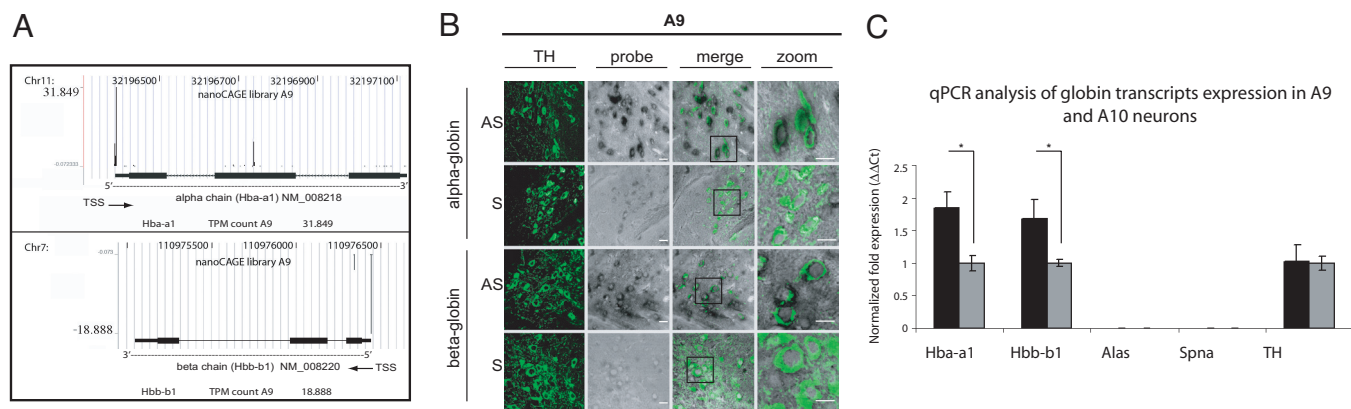 A
Chr11:
32196500 32196700 32196900 32197100
31.849
nanoCAGE library A9
-0.072333
5' 3'
alpha chain (Hba-a1) NM_008218
TSS
Hba-a1 TPM count A9 31.849
Chr7:
110975500 110976000 110976500
-0.073
nanoCAGE library A9
-18.888
3' 5'
beta chain (Hbb-b1) NM_008220
TSS
Hbb-b1 TPM count A9 18.888
B
A9
TH probe merge zoom
alpha-globin
AS
S
beta-globin
AS
S
C
qPCR analysis of globin transcripts expression in A9
and A10 neurons
Normalized fold expression (ΔΔCt)
2.5
2
1.5
1
0.5
0
* *
Hba-a1 Hbb-b1 Alas Spna TH